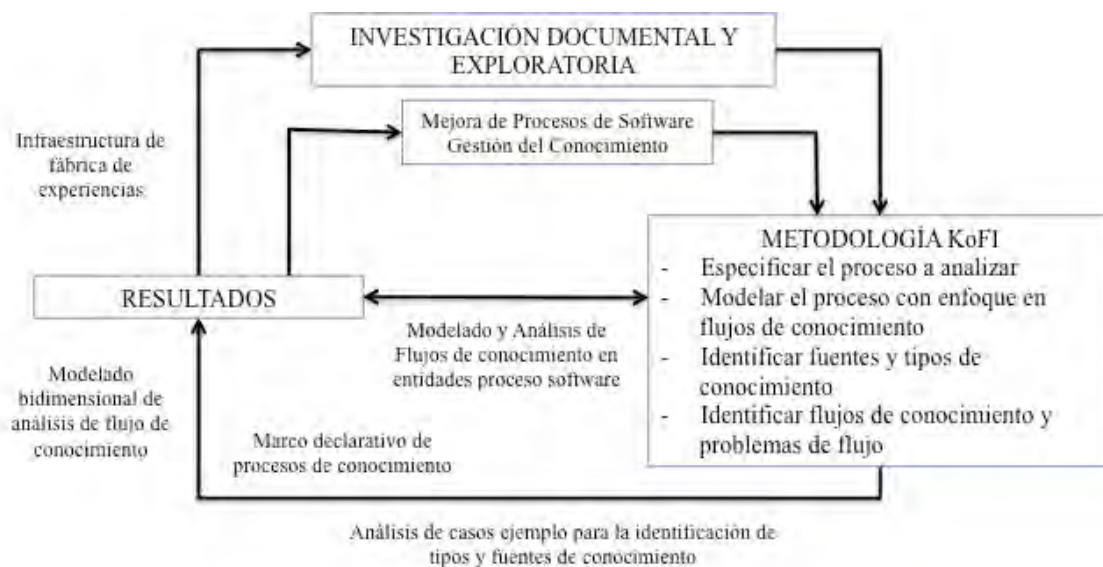 INVESTIGACIÓN DOCUMENTAL Y
EXPLORATORIA
Mejora de Procesos de Software
Gestión del Conocimiento
Infraestructura de
fábrica de
experiencias
METODOLOGÍA KoFI
- Especificar el proceso a analizar
- Modelar el proceso con enfoque en
flujos de conocimiento
- Identificar fuentes y tipos de
conocimiento
- Identificar flujos de conocimiento y
problemas de flujo
RESULTADOS
Modelado y Análisis de
Flujos de conocimiento en
entidades proceso software
Modelado
bidimensional de
análisis de flujo de
conocimiento
Marco declarativo de
procesos de conocimiento
Análisis de casos ejemplo para la identificación de
tipos y fuentes de conocimiento